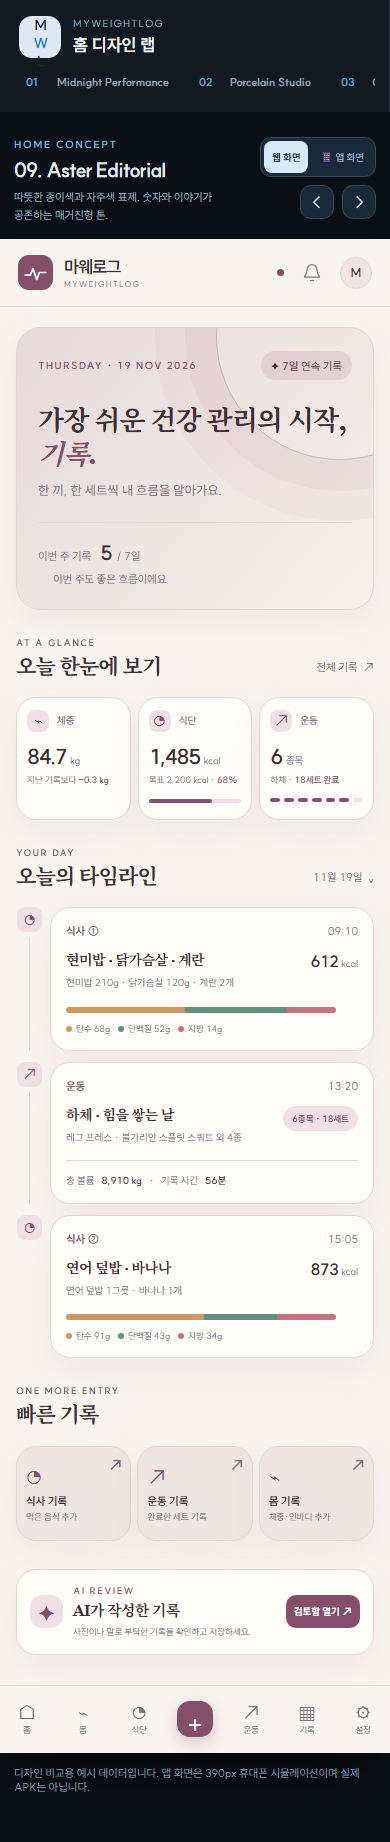 M
W
MYWEIGHTLOG
홈 디자인 랩
01 Midnight Performance 02 Porcelain Studio 03
HOME CONCEPT
09. Aster Editorial
따뜻한 종이색과 자주색 표제. 숫자와 이야기가
공존하는 매거진형 톤.
웹 화면
앱 화면
마웨로그
MYWEIGHTLOG
M
THURSDAY · 19 NOV 2026
✦ 7일 연속 기록
가장 쉬운 건강 관리의 시작,
기록.
한 끼, 한 세트씩 내 흐름을 알아가요.
이번 주 기록 5 / 7일
이번 주도 좋은 흐름이에요
AT A GLANCE
오늘 한눈에 보기
전체 기록 ↗
체중
84.7 kg
지난 기록보다 −0.3 kg
식단
1,485 kcal
목표 2,200 kcal · 68%
운동
6 종목
하체 · 18세트 완료
YOUR DAY
오늘의 타임라인
11월 19일
식사 ①
09:10
현미밥 · 닭가슴살 · 계란
612 kcal
현미밥 210g · 닭가슴살 120g · 계란 2개
탄수 68g 단백질 52g 지방 14g
운동
13:20
하체 · 힘을 쌓는 날
6종목 · 18세트
레그 프레스 · 불가리안 스플릿 스쿼트 외 4종
총 볼륨 8,910 kg · 기록 시간 56분
식사 ②
15:05
연어 덮밥 · 바나나
873 kcal
연어 덮밥 1그릇 · 바나나 1개
탄수 91g 단백질 43g 지방 34g
ONE MORE ENTRY
빠른 기록
식사 기록
먹은 음식 추가
운동 기록
완료한 세트 기록
몸 기록
체중·인바디 추가
AI REVIEW
AI가 작성한 기록
사진이나 말로 부탁한 기록을 확인하고 저장하세요.
검토함 열기 ↗
홈
몸
식단
+
운동
기록
설정
디자인 비교용 예시 데이터입니다. 앱 화면은 390px 휴대폰 시뮬레이션이며 실제
APK는 아닙니다.